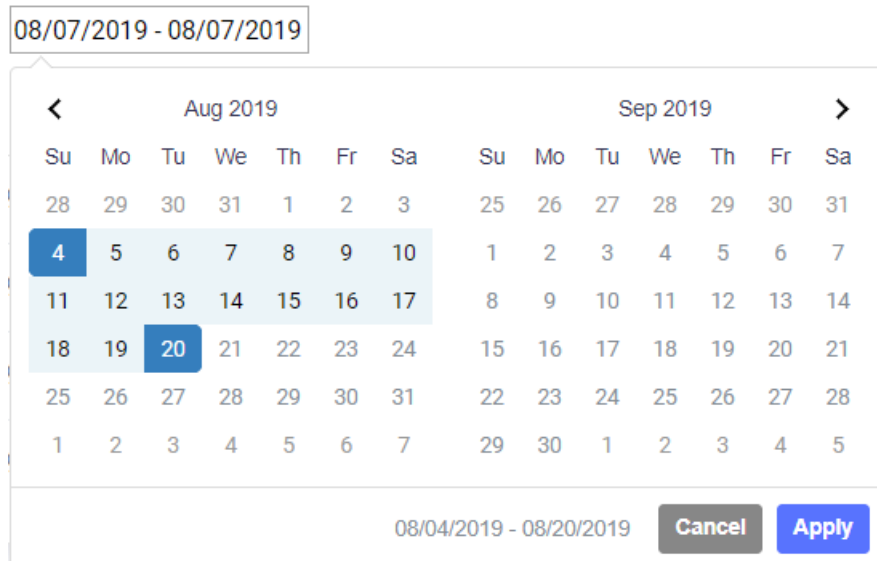 08/07/2019 - 08/07/2019
Aug 2019 Sep 2019
Su Mo Tu We Th Fr Sa Su Mo Tu We Th Fr Sa
28 29 30 31 1 2 3 25 26 27 28 29 30 31
4 5 6 7 8 9 10 1 2 3 4 5 6 7
11 12 13 14 15 16 17 8 9 10 11 12 13 14
18 19 20 21 22 23 24 15 16 17 18 19 20 21
25 26 27 28 29 30 31 22 23 24 25 26 27 28
1 2 3 4 5 6 7 29 30 1 2 3 4 5
08/04/2019 - 08/20/2019 Cancel Apply